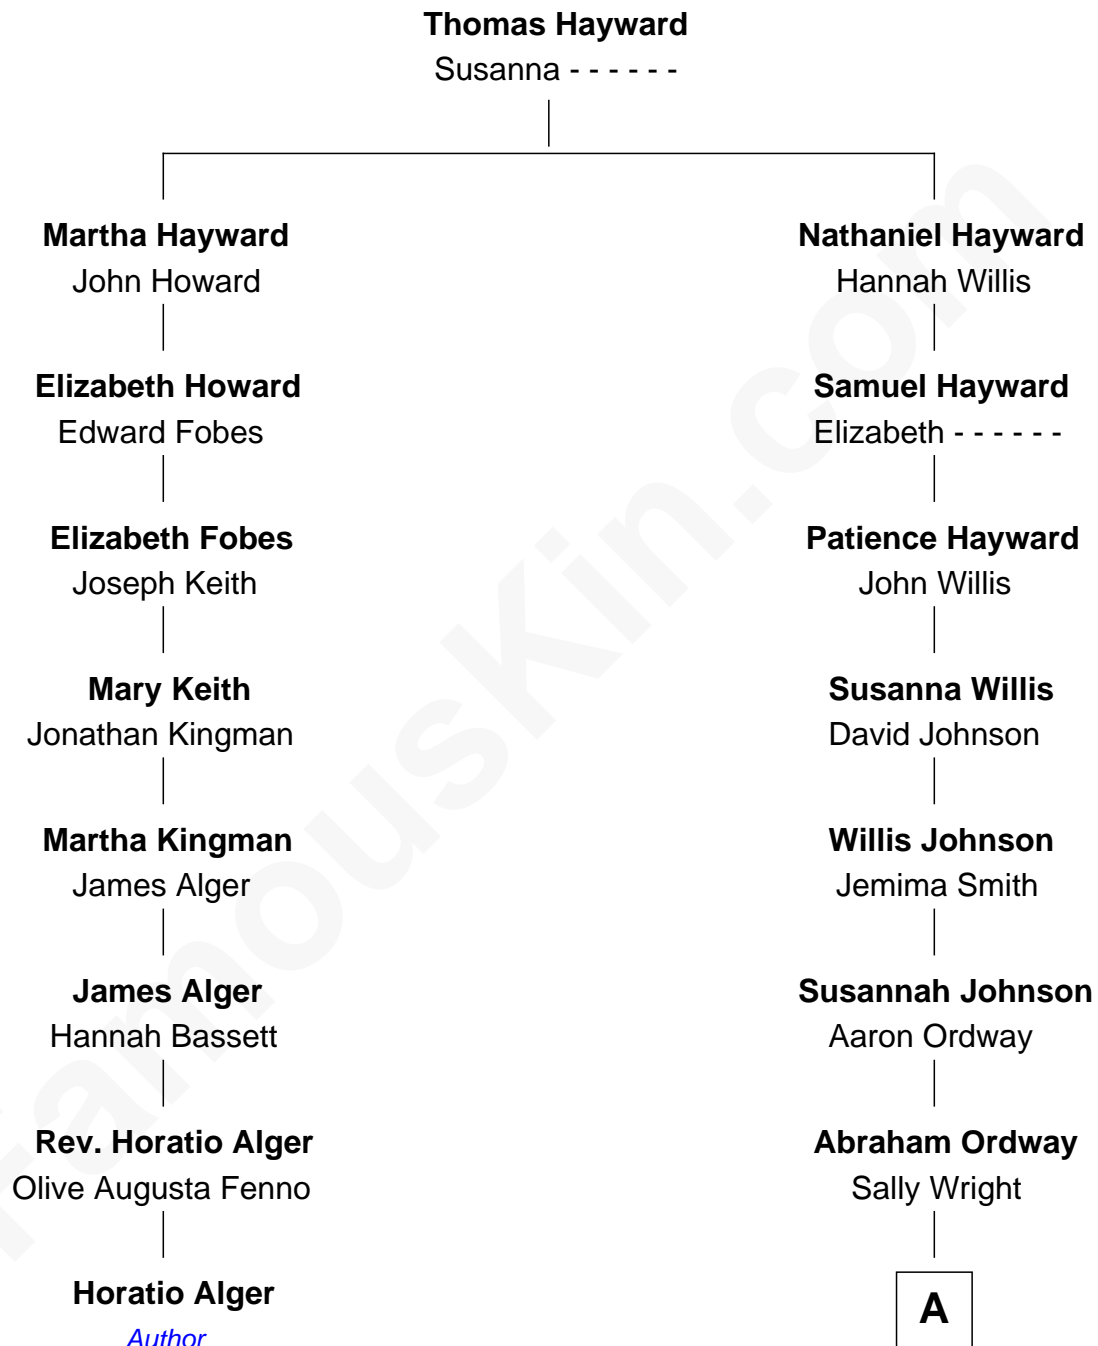 Thomas Hayward
Susanna - - - - - -
Martha Hayward
John Howard
Nathaniel Hayward
Hannah Willis
Elizabeth Howard
Edward Fobes
Samuel Hayward
Elizabeth - - - - - -
Elizabeth Fobes
Joseph Keith
Patience Hayward
John Willis
Mary Keith
Jonathan Kingman
Susanna Willis
David Johnson
Martha Kingman
James Alger
Willis Johnson
Jemima Smith
James Alger
Hannah Bassett
Susannah Johnson
Aaron Ordway
Rev. Horatio Alger
Olive Augusta Fenno
Abraham Ordway
Sally Wright
Horatio Alger
Author
A
FamousKin.com